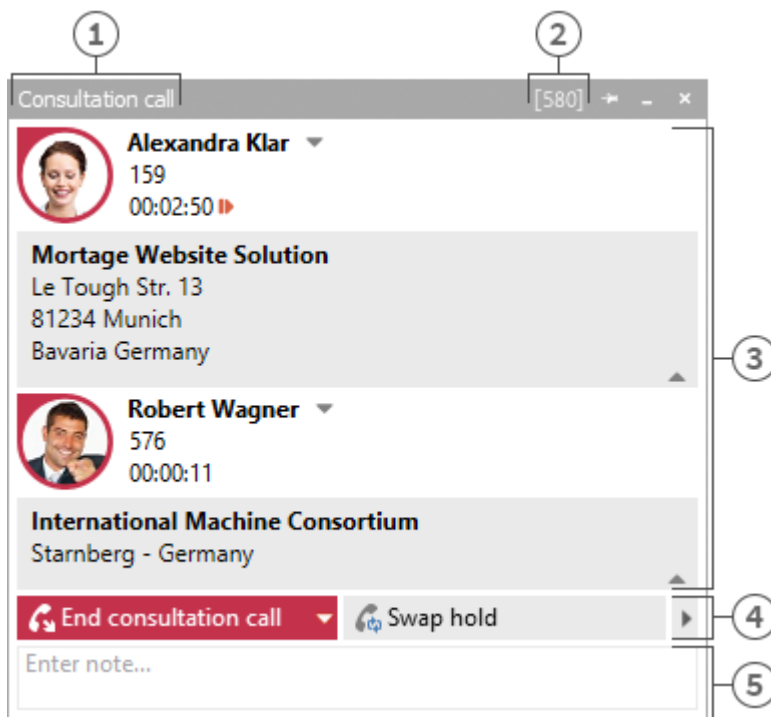 1 2
Consultation call [580]
Alexandra Klar
159
00:02:50
Mortage Website Solution
Le Tough Str. 13
81234 Munich
Bavaria Germany
3
Robert Wagner
576
00:00:11
International Machine Consortium
Starnberg - Germany
End consultation call Swap hold 4
Enter note... 5